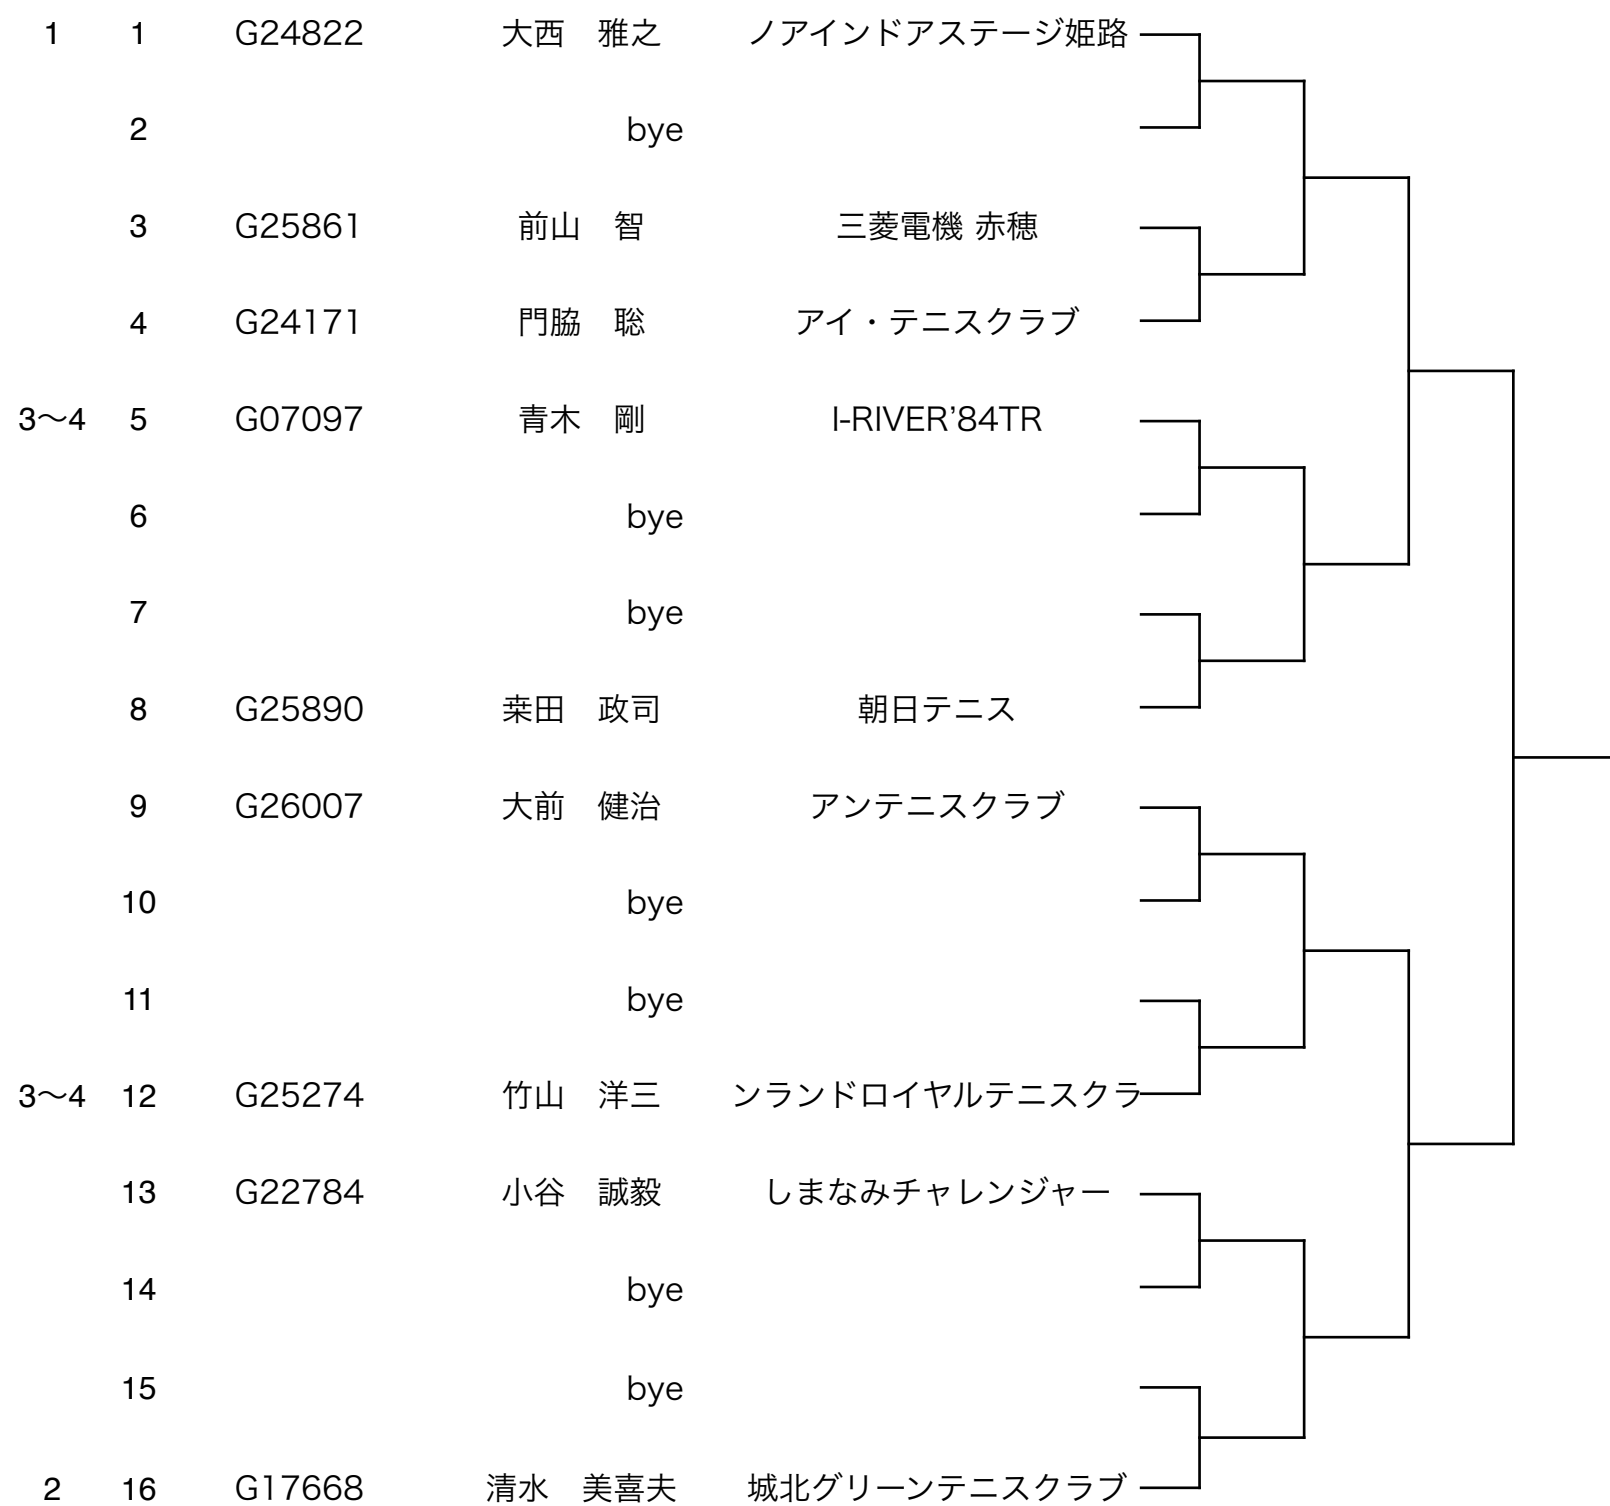 1 1 G24822 大西　雅之 ノアインドアステージ姫路
2 bye
3 G25861 前山　智 三菱電機 赤穂
4 G24171 門脇　聡 アイ・テニスクラブ
3〜4 5 G07097 青木　剛 I-RIVER’84TR
6 bye
7 bye
8 G25890 桒田　政司 朝日テニス
9 G26007 大前　健治 アンテニスクラブ
10 bye
11 bye
3〜4 12 G25274 竹山　洋三 ンランドロイヤルテニスクラ
13 G22784 小谷　誠毅 しまなみチャレンジャー
14 bye
15 bye
2 16 G17668 清水　美喜夫 城北グリーンテニスクラブ